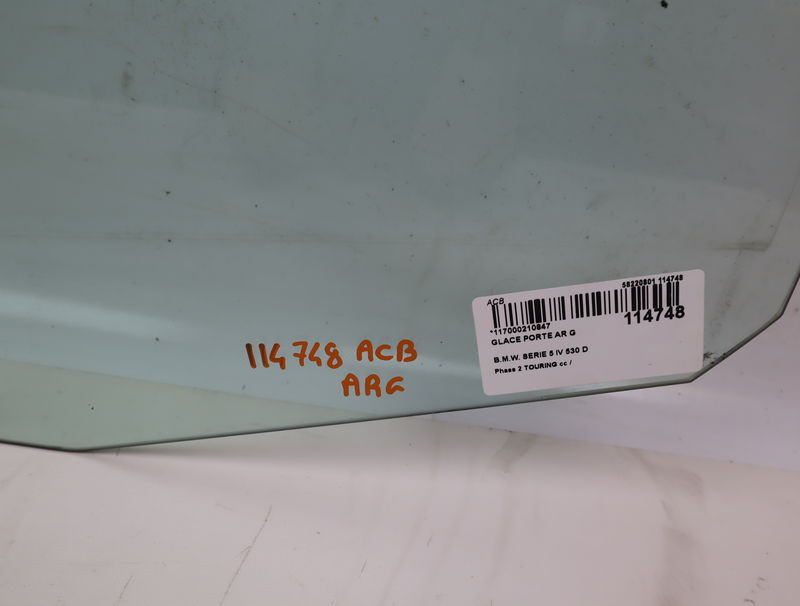 ACB
58220801 114748
*117000210847
114748
GLACE PORTE AR G
B.M.W. SERIE 5 IV 530 D
Phase 2 TOURING cc /
114748 ACB
ARG